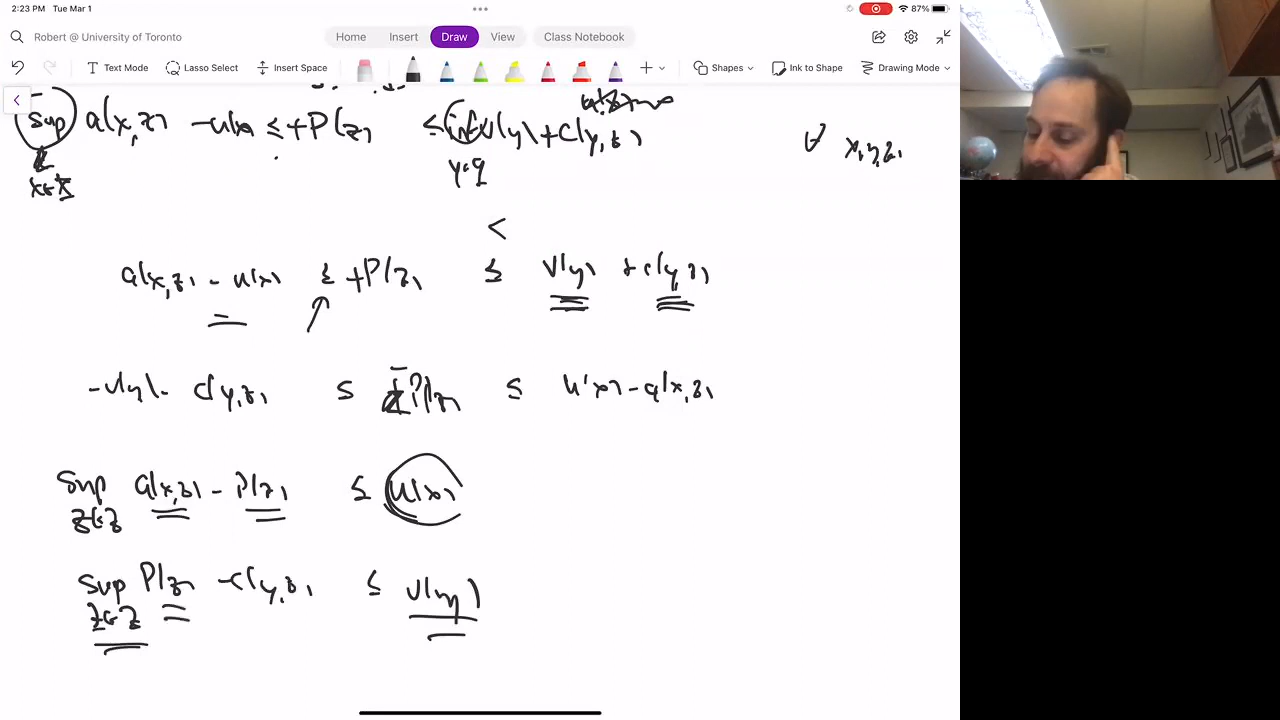 2:23 PM Tue Mar 1
87%
Robert @ University of Toronto
Home Insert Draw View Class Notebook
Text Mode Lasso Select Insert Space Shapes Ink to Shape Drawing Mode
Sup a(x,z) - u(x) ≤ + P(z) ≤ inf v(y) + c(y,z) ∀ x,y,z,
y∈y
<
a(x,z) - u(x) ≤ + P(z) ≤ v(y) + c(y,z)
- v(y) - c(y,z) ≤ - P(z) ≤ u(x) - a(x,z)
Sup a(x,z) - P(z) ≤ u(x)
z∈z
Sup P(z) - c(y,z) ≤ v(y)
z∈z